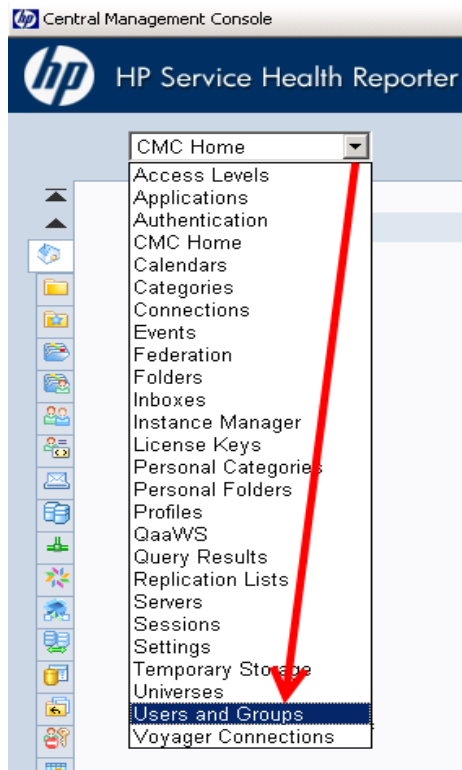 Central Management Console
hp HP Service Health Reporter
CMC Home
Access Levels
Applications
Authentication
CMC Home
Calendars
Categories
Connections
Events
Federation
Folders
Inboxes
Instance Manager
License Keys
Personal Categories
Personal Folders
Profiles
QaaWS
Query Results
Replication Lists
Servers
Sessions
Settings
Temporary Storage
Universes
Users and Groups
Voyager Connections